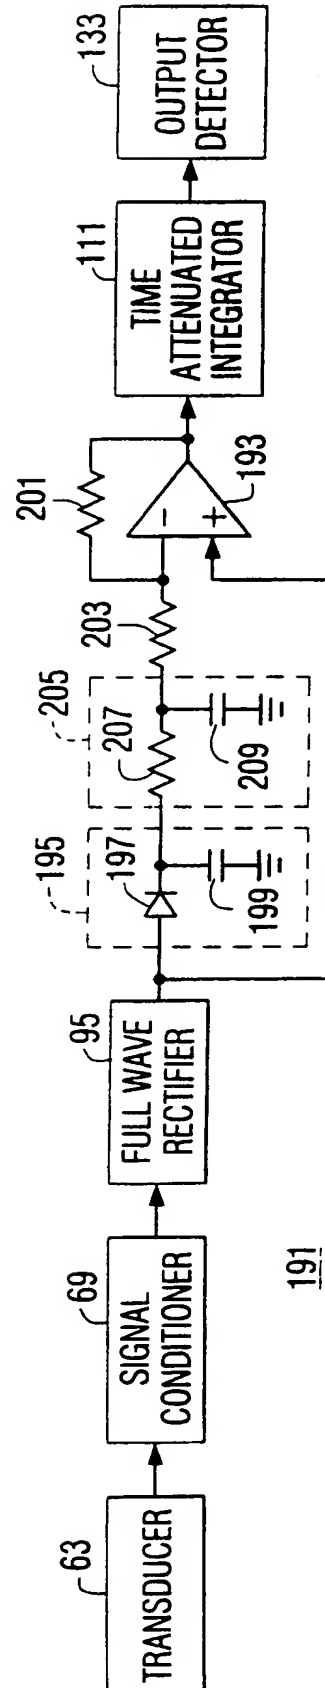 63
TRANSDUCER
69
SIGNAL
CONDITIONER
95
FULL WAVE
RECTIFIER
195
197
199
205
207
209
203
201
−
+
193
111
TIME
ATTENUATED
INTEGRATOR
133
OUTPUT
DETECTOR
191